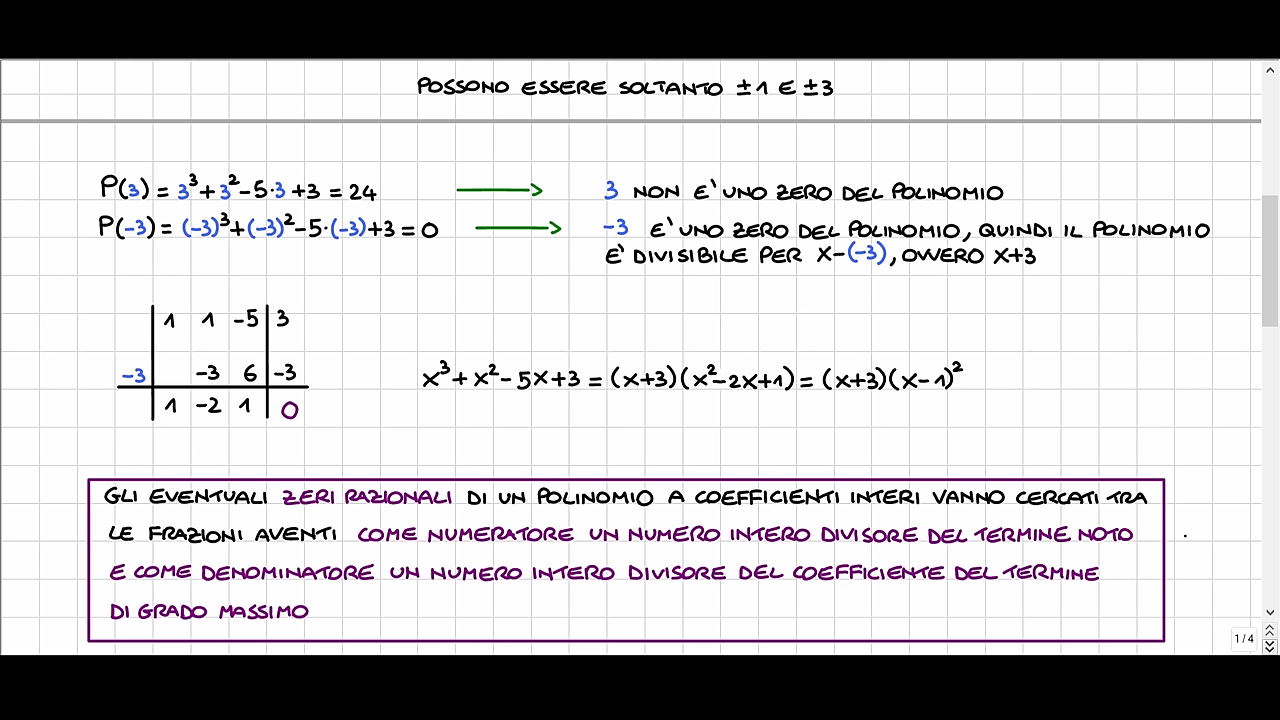 POSSONO ESSERE SOLTANTO ±1 E ±3
P(3) = 3³+3²-5·3+3 = 24
3 NON E' UNO ZERO DEL POLINOMIO
P(-3) = (-3)³+(-3)²-5·(-3)+3 = 0
-3 E' UNO ZERO DEL POLINOMIO, QUINDI IL POLINOMIO
E' DIVISIBILE PER X-(-3), OVVERO X+3
1 1 -5 3
-3 -3 6 -3
1 -2 1 0
x³+x²-5x+3 = (x+3)(x²-2x+1) = (x+3)(x-1)²
GLI EVENTUALI ZERI RAZIONALI DI UN POLINOMIO A COEFFICIENTI INTERI VANNO CERCATI TRA
LE FRAZIONI AVENTI COME NUMERATORE UN NUMERO INTERO DIVISORE DEL TERMINE NOTO
E COME DENOMINATORE UN NUMERO INTERO DIVISORE DEL COEFFICIENTE DEL TERMINE
DI GRADO MASSIMO
1/4